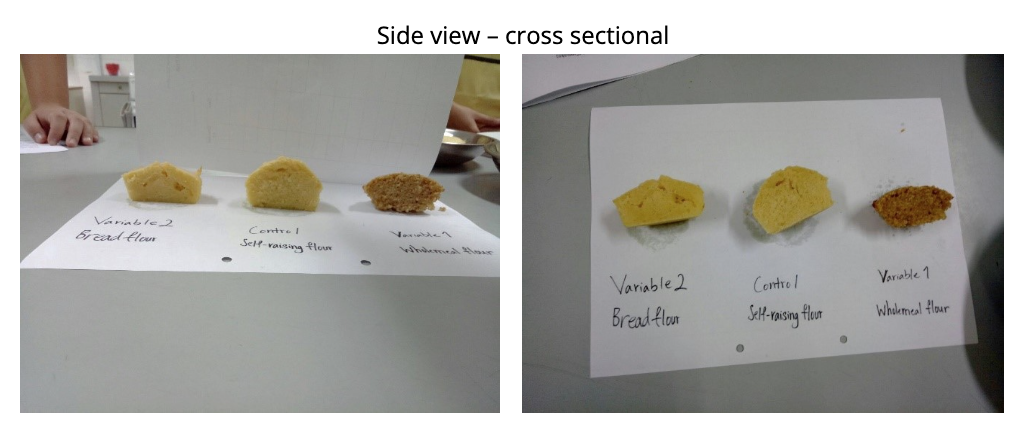 Side view – cross sectional
Variable 2
Bread flour
Control
Self-raising flour
Variable 1
Wholemeal flour
Variable 2
Bread flour
Control
Self-raising flour
Variable 1
Wholemeal flour